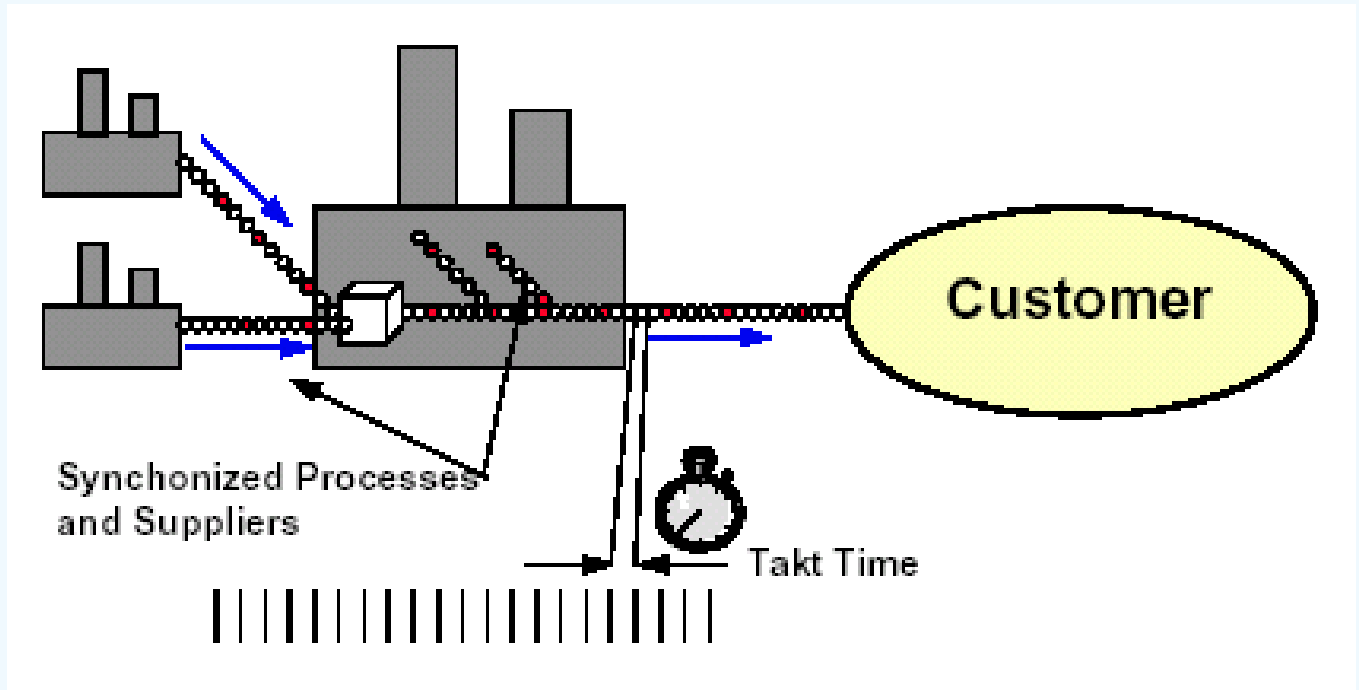 Customer
Synchonized Processes
and Suppliers
Takt Time